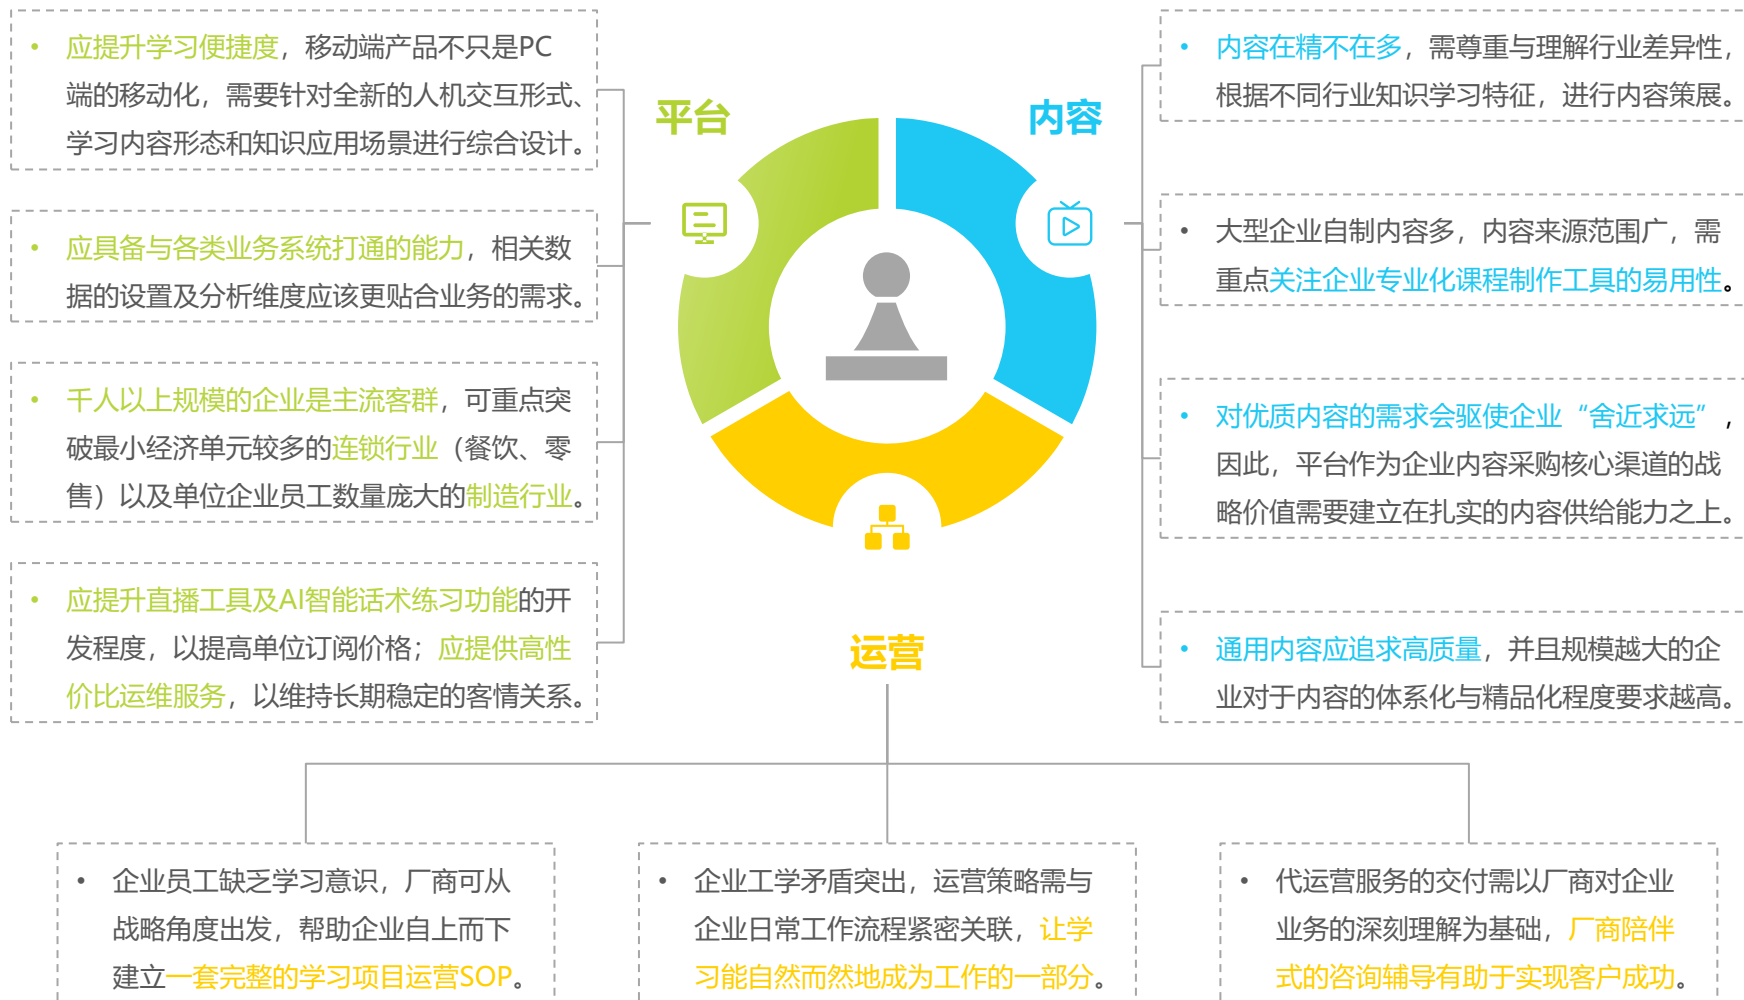 • 应提升学习便捷度，移动端产品不只是PC
端的移动化，需要针对全新的人机交互形式、
学习内容形态和知识应用场景进行综合设计。
• 应具备与各类业务系统打通的能力，相关数
据的设置及分析维度应该更贴合业务的需求。
• 千人以上规模的企业是主流客群，可重点突
破最小经济单元较多的连锁行业（餐饮、零
售）以及单位企业员工数量庞大的制造行业。
• 应提升直播工具及AI智能话术练习功能的开
发程度，以提高单位订阅价格；应提供高性
价比运维服务，以维持长期稳定的客情关系。
平台
内容
运营
• 内容在精不在多，需尊重与理解行业差异性，
根据不同行业知识学习特征，进行内容策展。
• 大型企业自制内容多，内容来源范围广，需
重点关注企业专业化课程制作工具的易用性。
• 对优质内容的需求会驱使企业“舍近求远”，
因此，平台作为企业内容采购核心渠道的战
略价值需要建立在扎实的内容供给能力之上。
• 通用内容应追求高质量，并且规模越大的企
业对于内容的体系化与精品化程度要求越高。
• 企业员工缺乏学习意识，厂商可从
战略角度出发，帮助企业自上而下
建立一套完整的学习项目运营SOP。
• 企业工学矛盾突出，运营策略需与
企业日常工作流程紧密关联，让学
习能自然而然地成为工作的一部分。
• 代运营服务的交付需以厂商对企业
业务的深刻理解为基础，厂商陪伴
式的咨询辅导有助于实现客户成功。